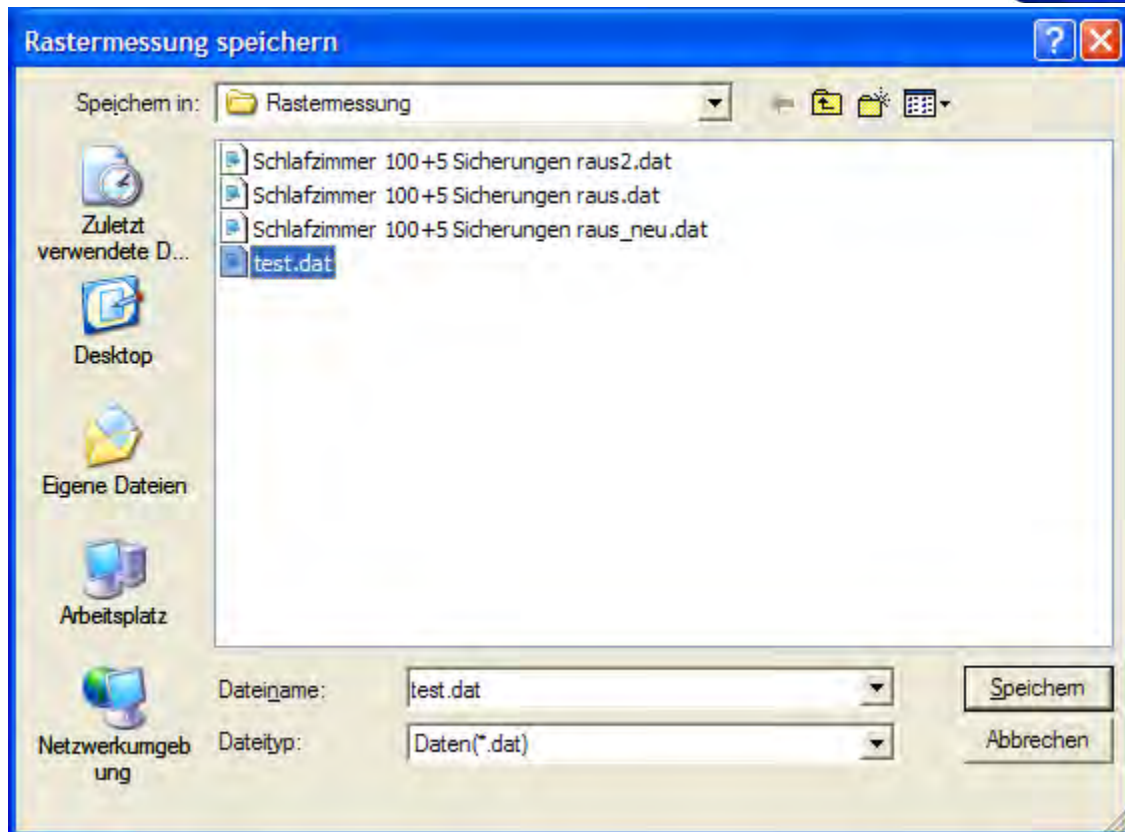 Rastermessung speichern
Speichern in:
Rastermessung
Schlafzimmer 100+5 Sicherungen raus2.dat
Schlafzimmer 100+5 Sicherungen raus.dat
Schlafzimmer 100+5 Sicherungen raus_neu.dat
test.dat
Zuletzt
verwendete D...
Desktop
Eigene Dateien
Arbeitsplatz
Netzwerkumgeb
ung
Dateiname:
test.dat
Speichern
Dateityp:
Daten(*.dat)
Abbrechen